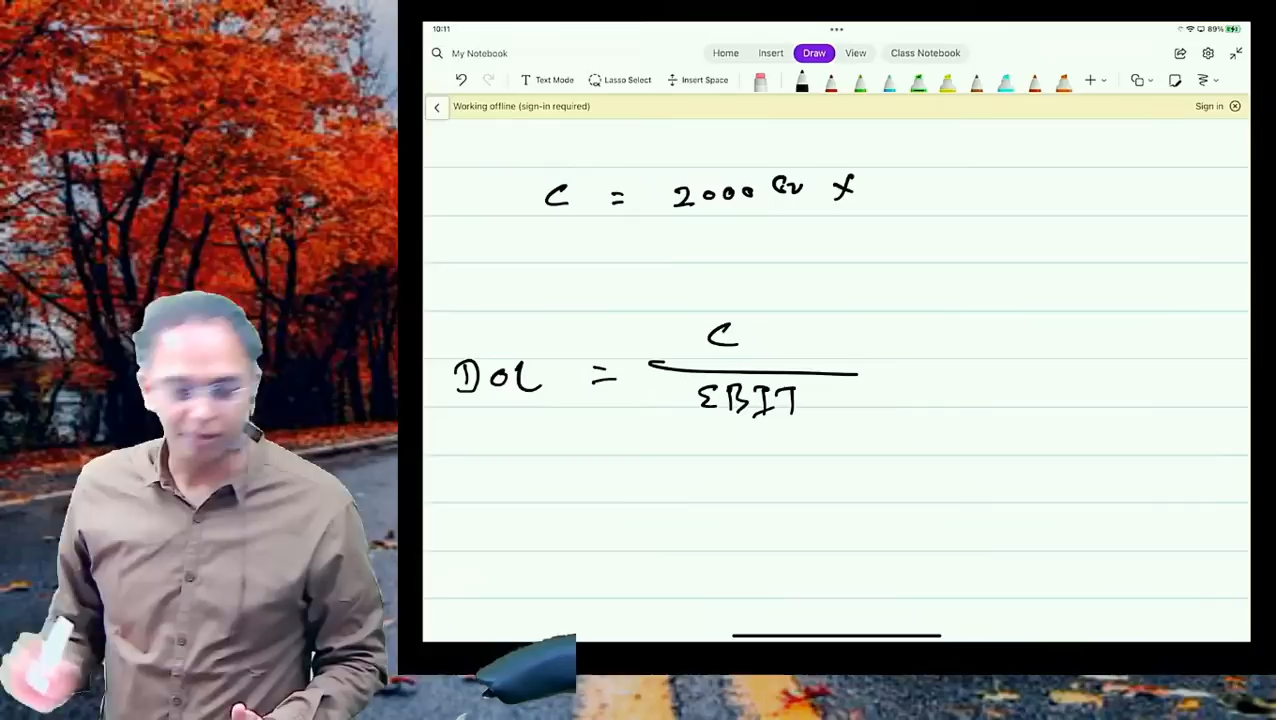 10:11
89%
My Notebook
Home Insert Draw View Class Notebook
Text Mode Lasso Select Insert Space
Working offline (sign-in required) Sign in
C = 2000
C
DOL = 
EBIT